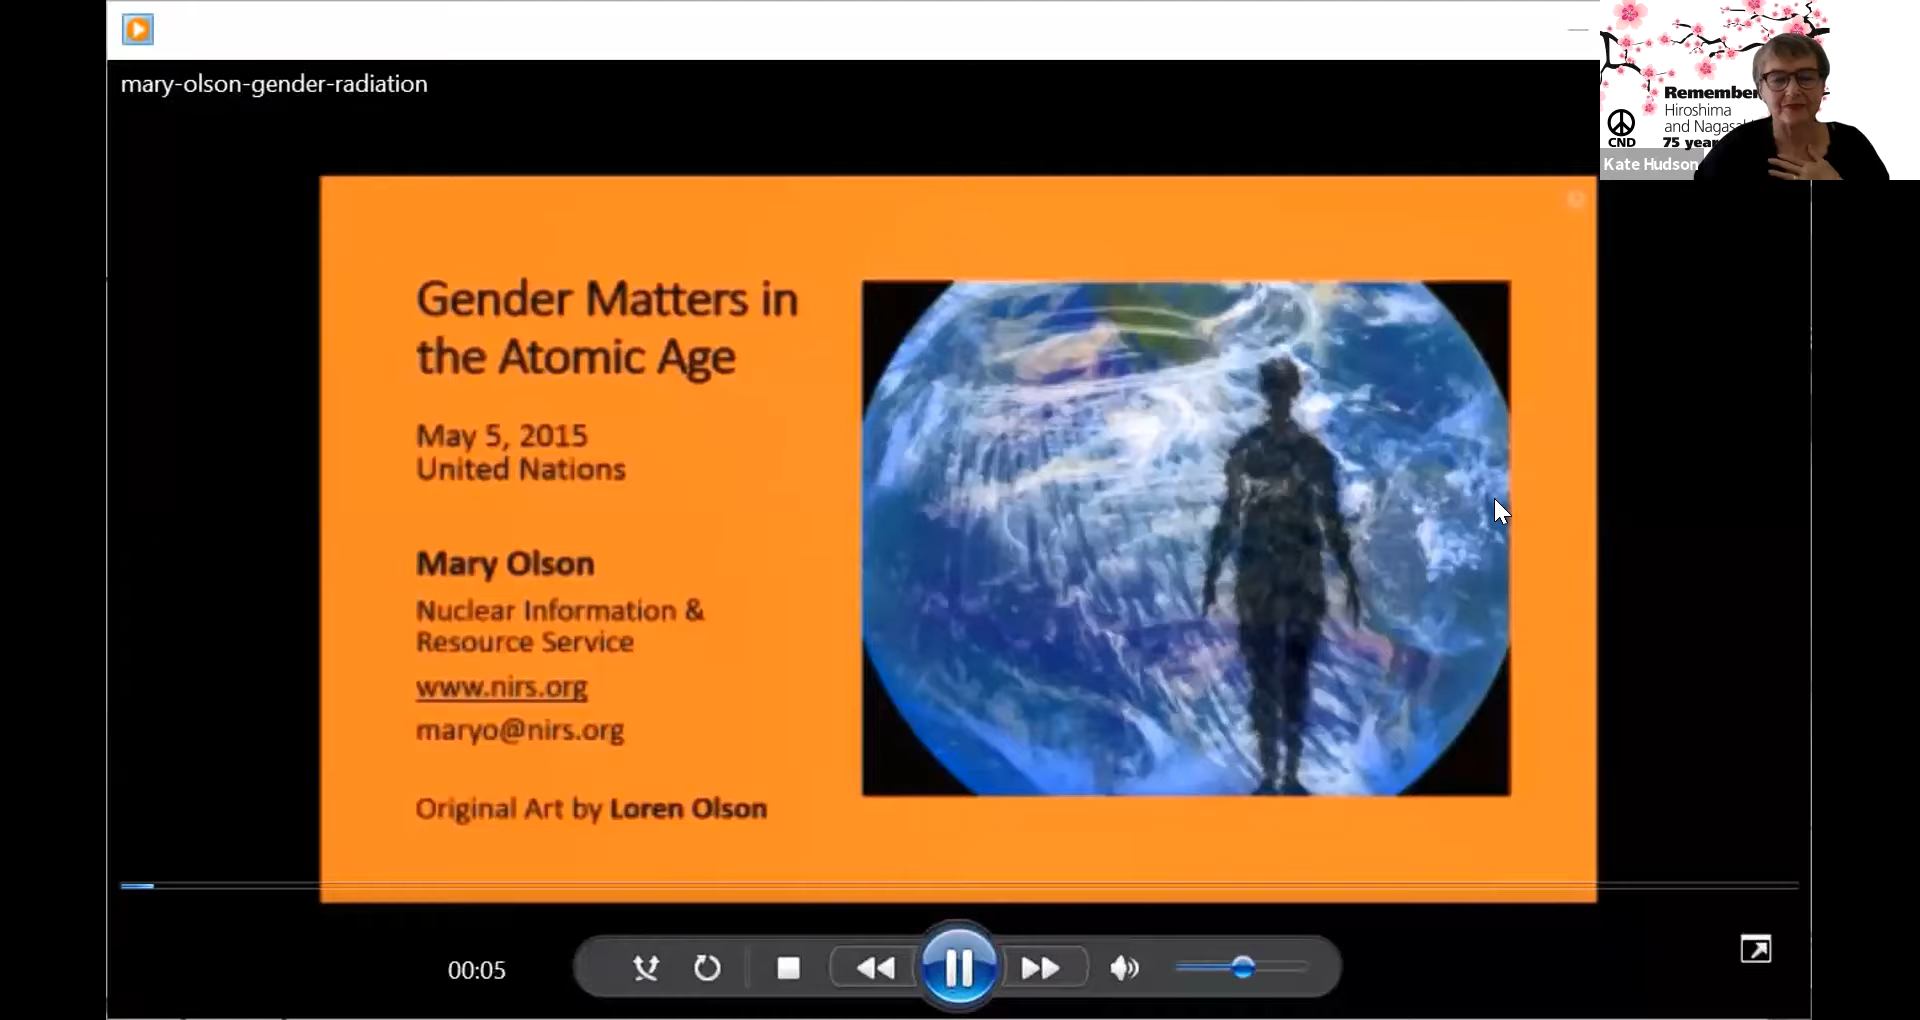 mary-olson-gender-radiation
Remember
Hiroshima
and Nagasa
75 year
CND
Kate Hudson
Gender Matters in
the Atomic Age
May 5, 2015
United Nations
Mary Olson
Nuclear Information &
Resource Service
www.nirs.org
maryo@nirs.org
Original Art by Loren Olson
00:05